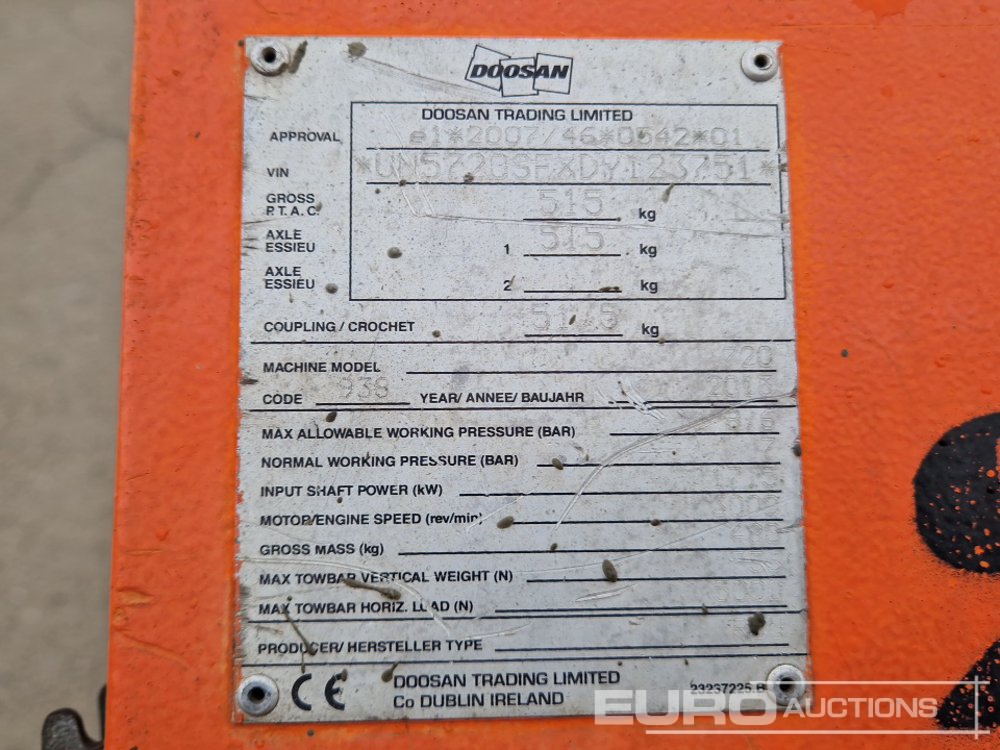 DOOSAN
DOOSAN TRADING LIMITED
APPROVAL e1*2007/46*0542*01
VIN
GROSS P.T.A.C. 515 kg
AXLE ESSIEU 1 515 kg
AXLE ESSIEU 2 kg
COUPLING / CROCHET kg
MACHINE MODEL 720
CODE 938 YEAR/ ANNEE/ BAUJAHR
MAX ALLOWABLE WORKING PRESSURE (BAR)
NORMAL WORKING PRESSURE (BAR)
INPUT SHAFT POWER (kW)
MOTOR/ENGINE SPEED (rev/min)
GROSS MASS (kg)
MAX TOWBAR VERTICAL WEIGHT (N)
MAX TOWBAR HORIZ. LOAD (N)
PRODUCER/ HERSTELLER TYPE
CE DOOSAN TRADING LIMITED 23237225.B
Co DUBLIN IRELAND
EURO AUCTIONS